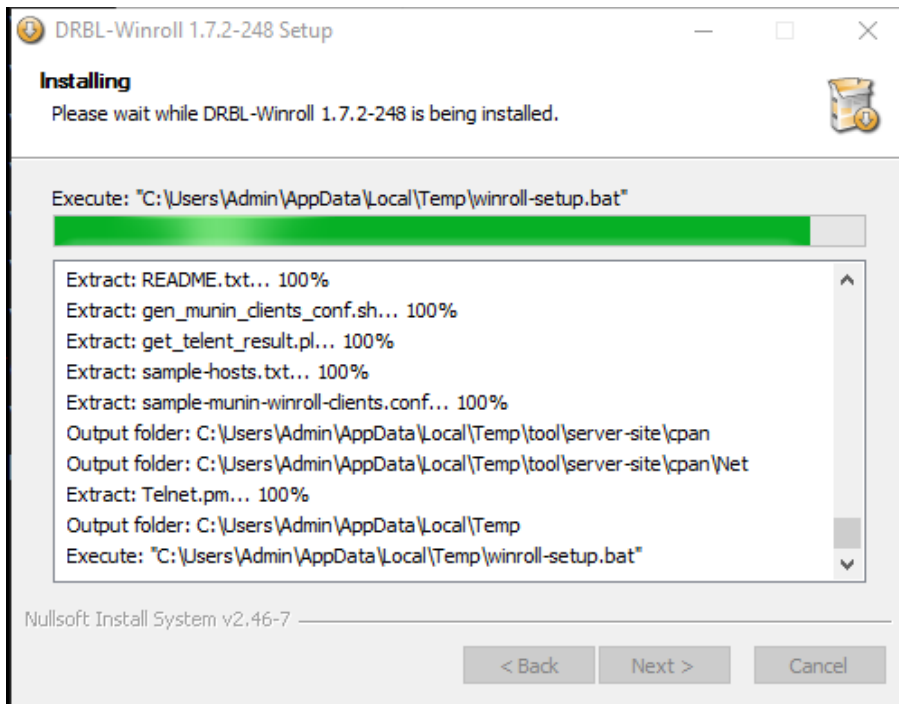 DRBL-Winroll 1.7.2-248 Setup
Installing
Please wait while DRBL-Winroll 1.7.2-248 is being installed.
Execute: "C:\Users\Admin\AppData\Local\Temp\winroll-setup.bat"
Extract: README.txt... 100%
Extract: gen_munin_clients_conf.sh... 100%
Extract: get_telent_result.pl... 100%
Extract: sample-hosts.txt... 100%
Extract: sample-munin-winroll-clients.conf... 100%
Output folder: C:\Users\Admin\AppData\Local\Temp\tool\server-site\cpan
Output folder: C:\Users\Admin\AppData\Local\Temp\tool\server-site\cpan\Net
Extract: Telnet.pm... 100%
Output folder: C:\Users\Admin\AppData\Local\Temp
Execute: "C:\Users\Admin\AppData\Local\Temp\winroll-setup.bat"
Nullsoft Install System v2.46-7
< Back Next > Cancel